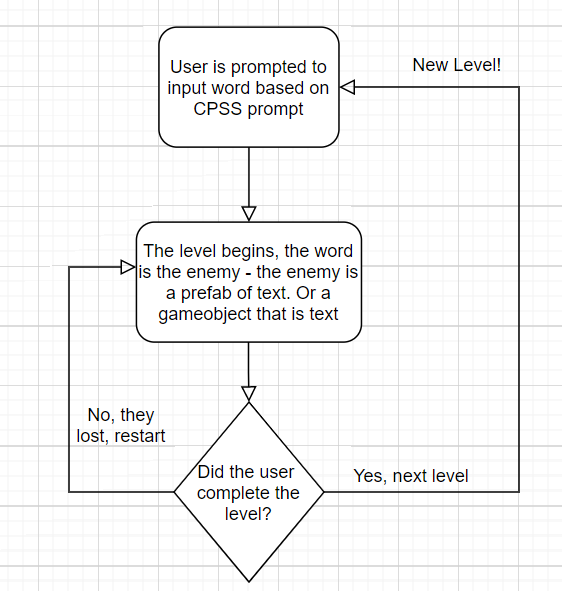 User is prompted to
input word based on
CPSS prompt
New Level!
The level begins, the word
is the enemy - the enemy is
a prefab of text. Or a
gameobject that is text
No, they
lost, restart
Did the user
complete the
level?
Yes, next level